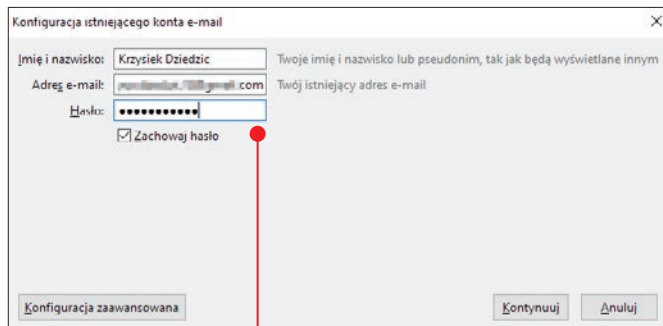 Konfiguracja istniejącego konta e-mail
Imię i nazwisko: Krzysiek Dziedzic Twoje imię i nazwisko lub pseudonim, tak jak będą wyświetlane innym
Adres e-mail: .com Twój istniejący adres e-mail
Hasło: •••••••••••
Zachowaj hasło
Konfiguracja zaawansowana Kontynuuj Anuluj